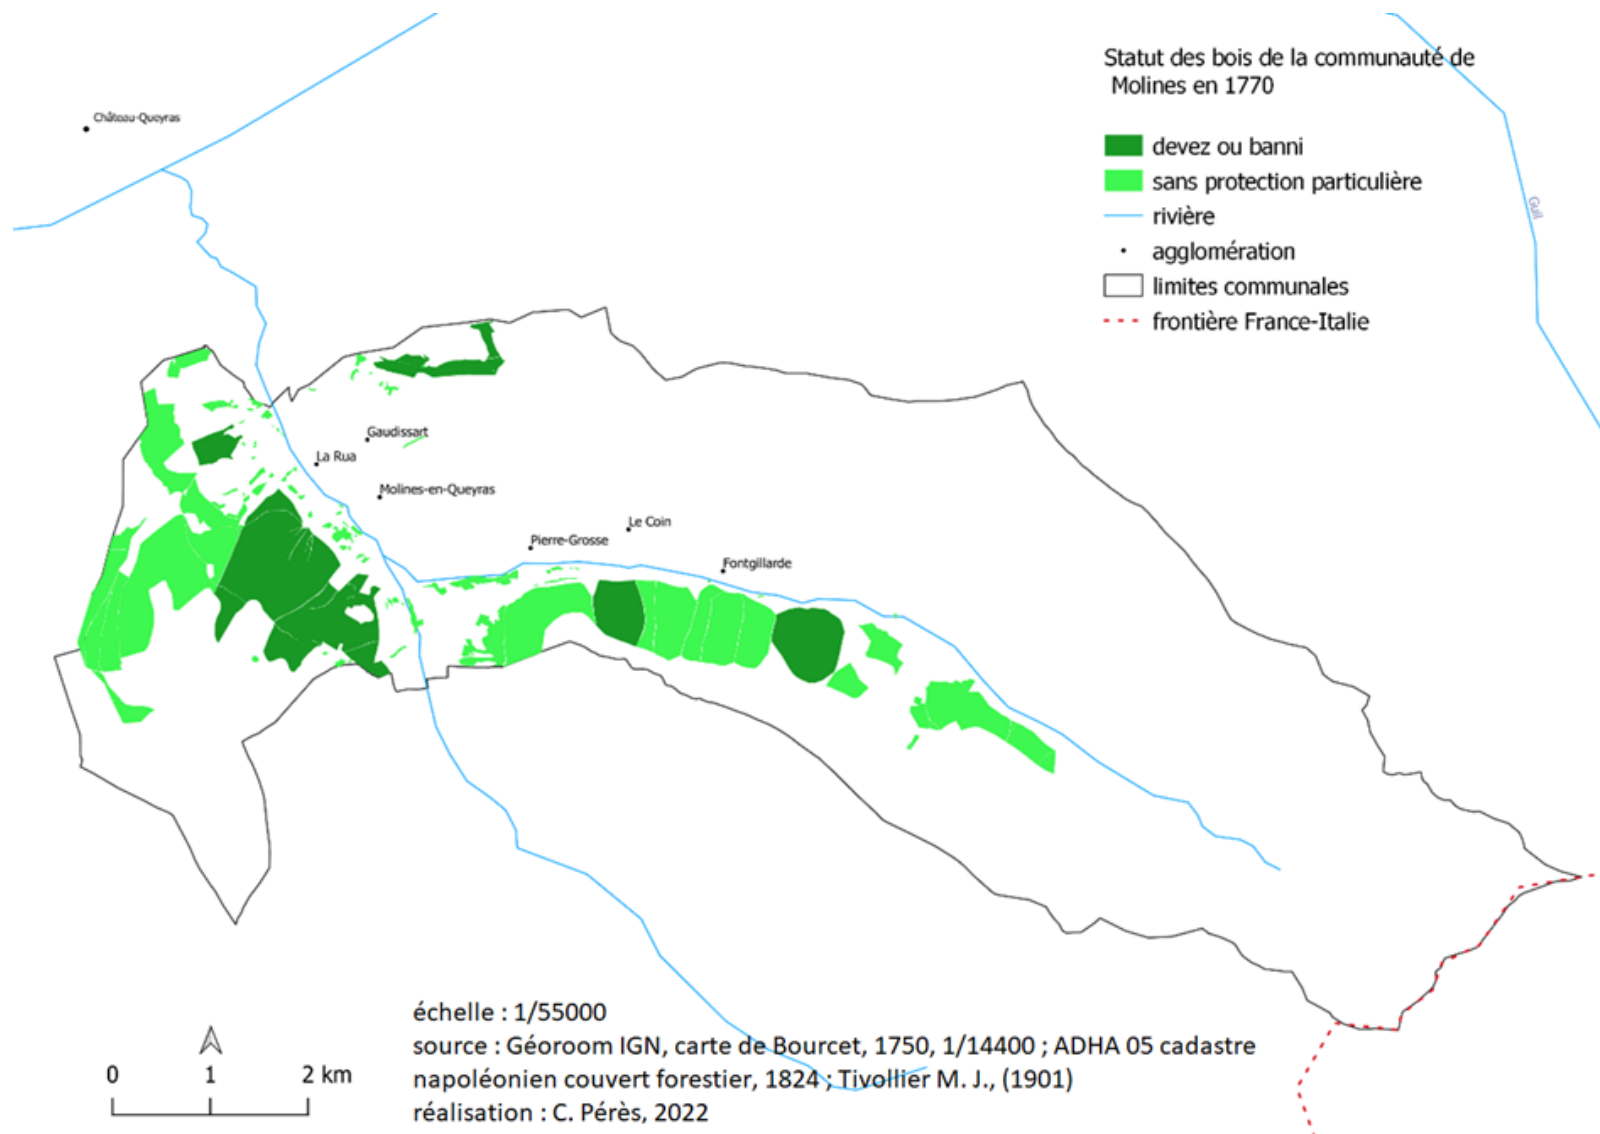 Statut des bois de la communauté de
Molines en 1770
Château-Queyras
devez ou banni
sans protection particulière
Guil
rivière
agglomération
limites communales
frontière France-Italie
Gaudissart
La Rua
Molines-en-Queyras
Le Coin
Pierre-Grosse
Fontgillarde
échelle : 1/55000
source : Géoroom IGN, carte de Bourcet, 1750, 1/14400 ; ADHA 05 cadastre
napoléonien couvert forestier, 1824 ; Tivollier M. J., (1901)
réalisation : C. Pérès, 2022
0 1 2 km